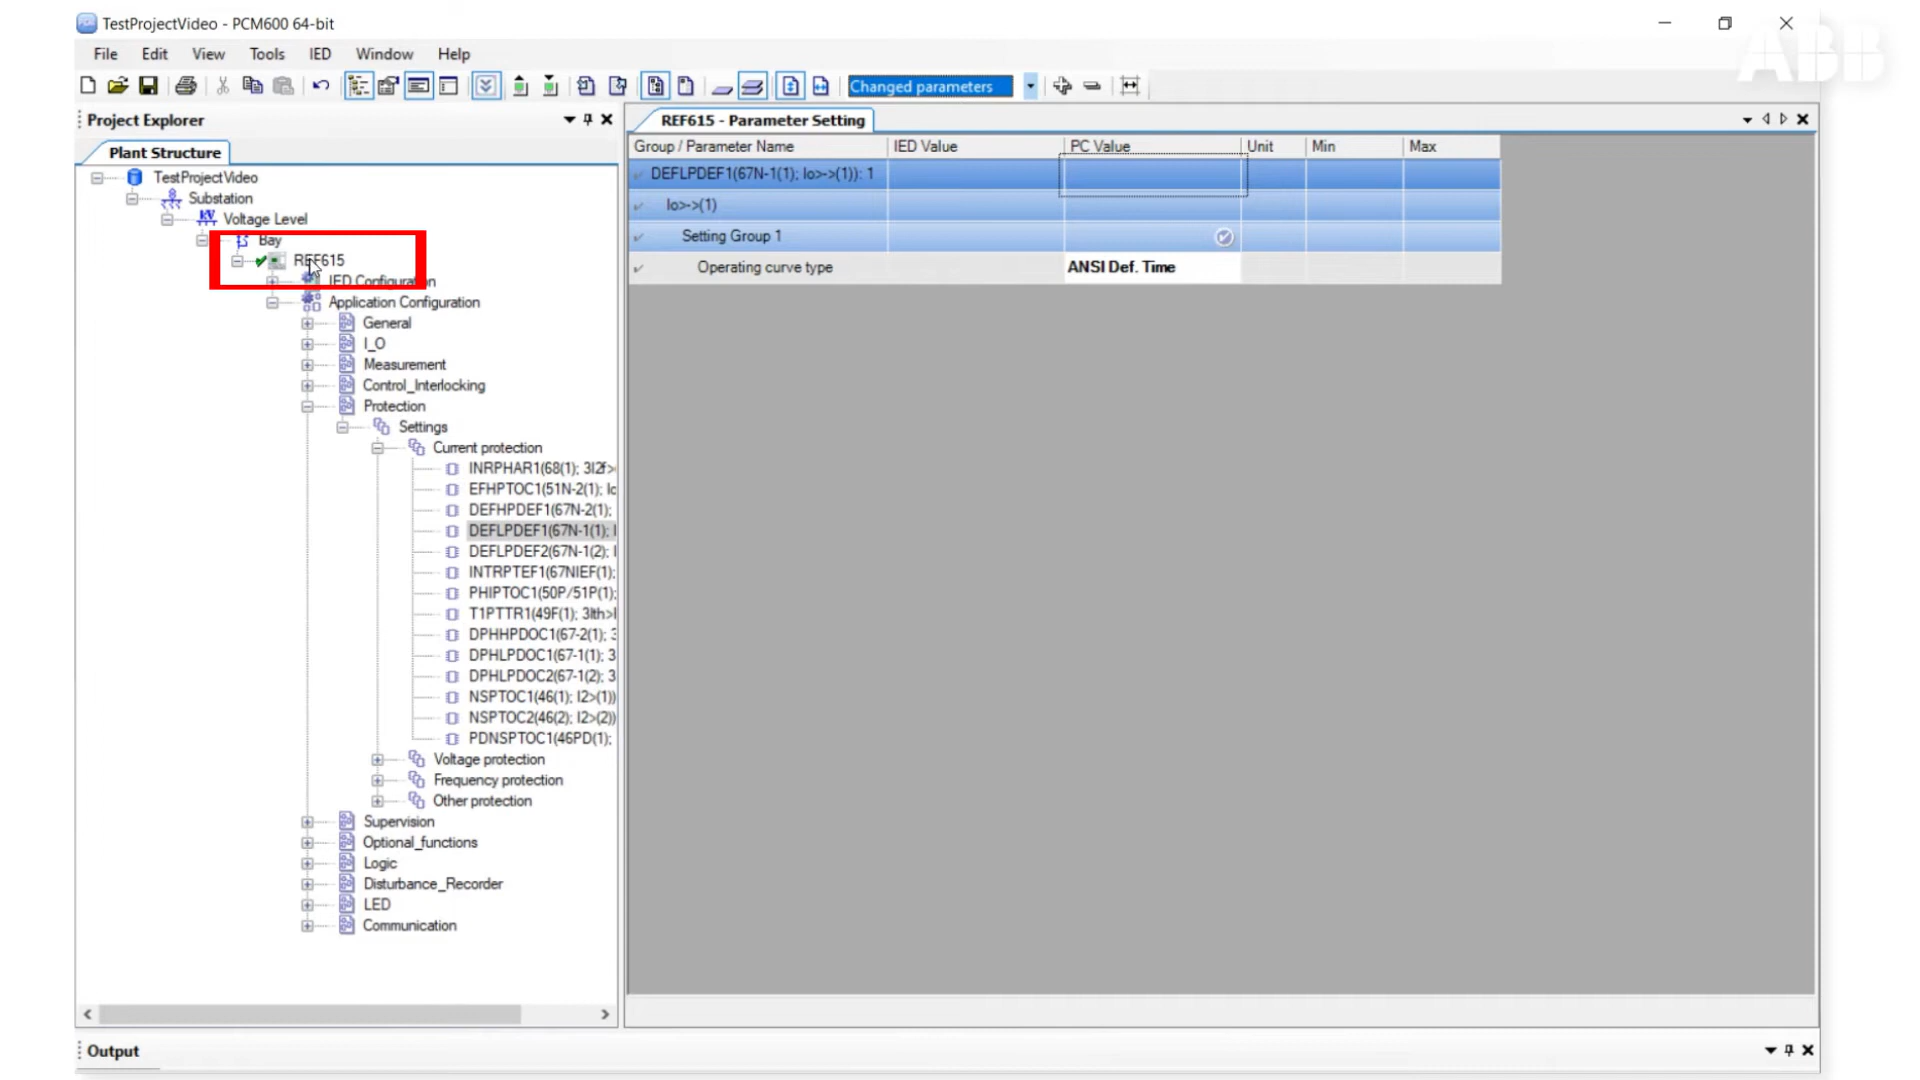 TestProjectVideo - PCM600 64-bit
ABB
File Edit View Tools IED Window Help
Changed parameters
Project Explorer
REF615 - Parameter Setting
Plant Structure
Group / Parameter Name IED Value PC Value Unit Min Max
DEFLPDEF1(67N-1(1); Io>->(1)): 1
Io>->(1)
Setting Group 1
Operating curve type ANSI Def. Time
TestProjectVideo
Substation
Voltage Level
Bay
REF615
IED Configuration
Application Configuration
General
I_O
Measurement
Control_Interlocking
Protection
Settings
Current protection
INRPHAR1(68(1); 3I2f>(
EFHPTOC1(51N-2(1); Io
DEFHPDEF1(67N-2(1);
DEFLPDEF1(67N-1(1); I
DEFLPDEF2(67N-1(2); I
INTRPTEF1(67NIEF(1);
PHIPTOC1(50P/51P(1);
T1PTTR1(49F(1); 3Ith>I
DPHHPDOC1(67-2(1); 3
DPHLPDOC1(67-1(1); 3
DPHLPDOC2(67-1(2); 3
NSPTOC1(46(1); I2>(1))
NSPTOC2(46(2); I2>(2))
PDNSPTOC1(46PD(1);
Voltage protection
Frequency protection
Other protection
Supervision
Optional_functions
Logic
Disturbance_Recorder
LED
Communication
Output